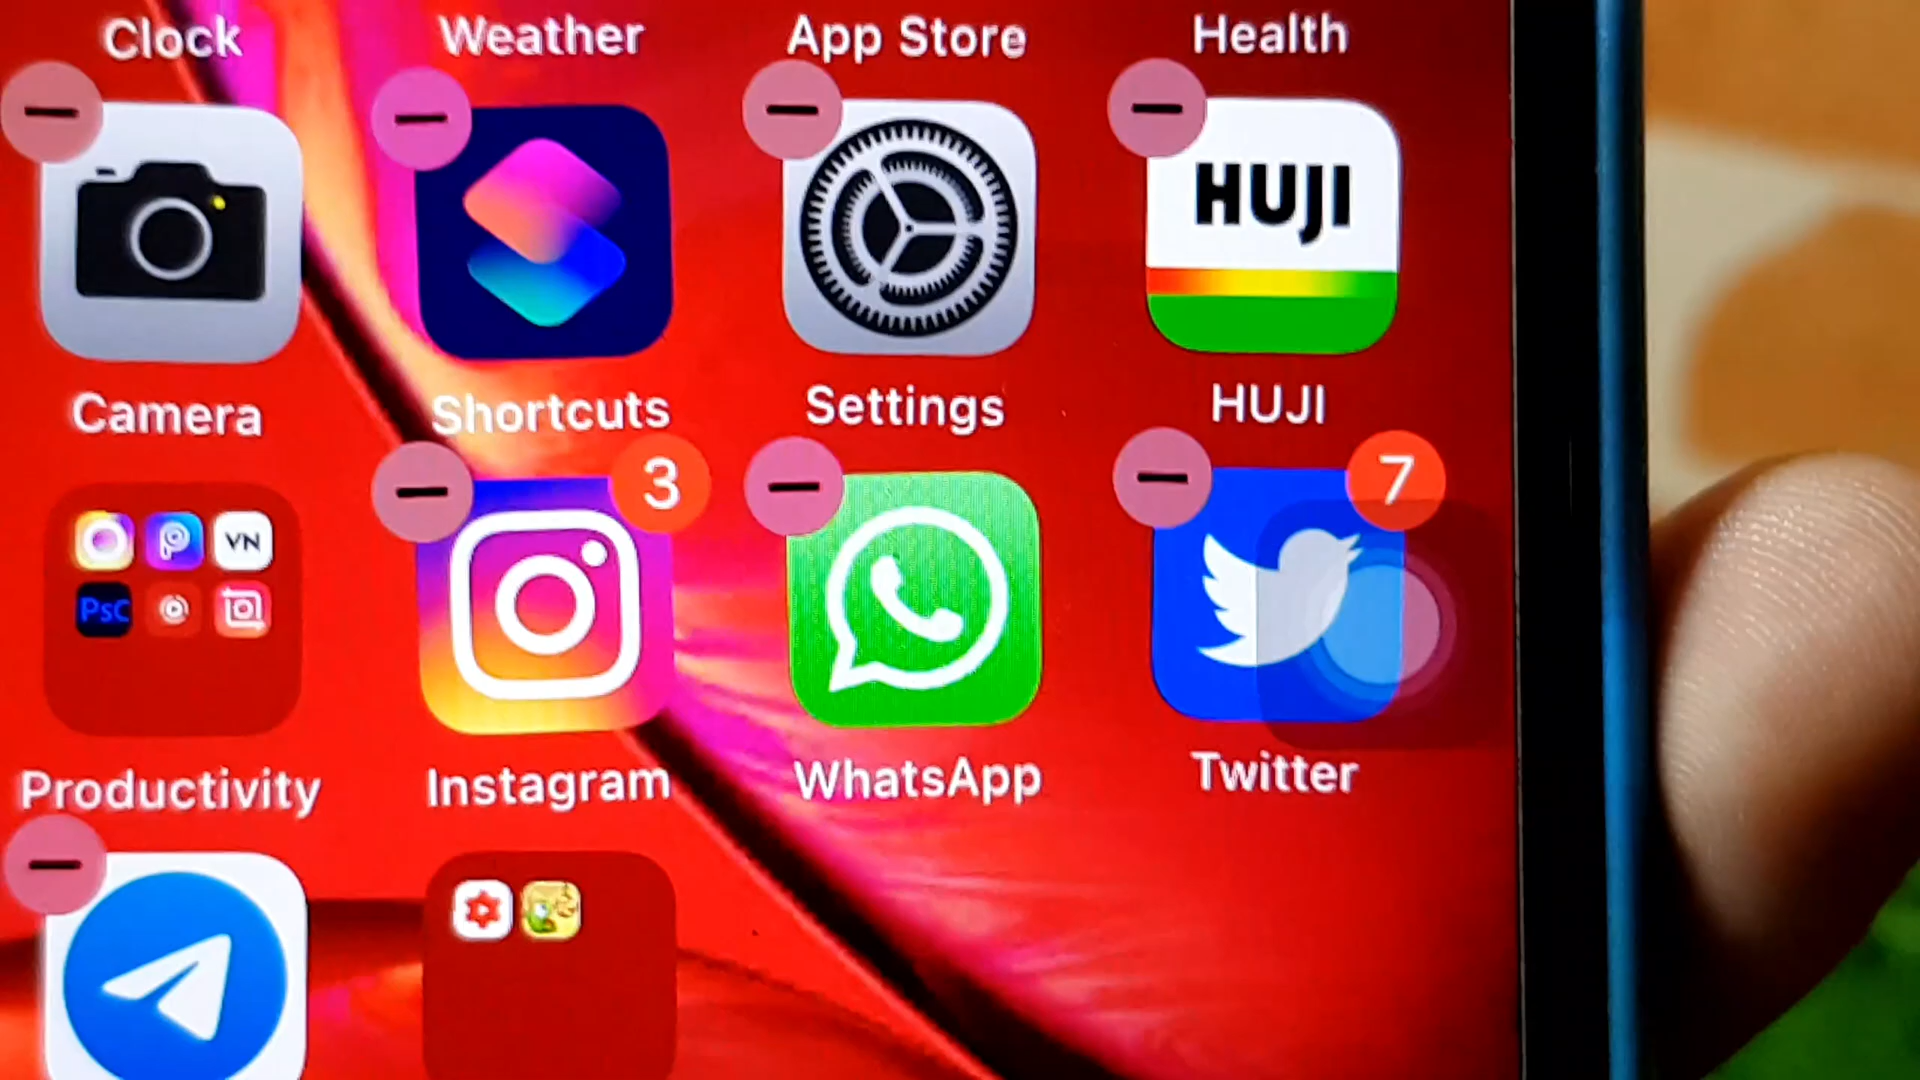 Clock Weather App Store Health
HUJI
Camera Shortcuts Settings HUJI
3 7
VN
PsC
Productivity Instagram WhatsApp Twitter